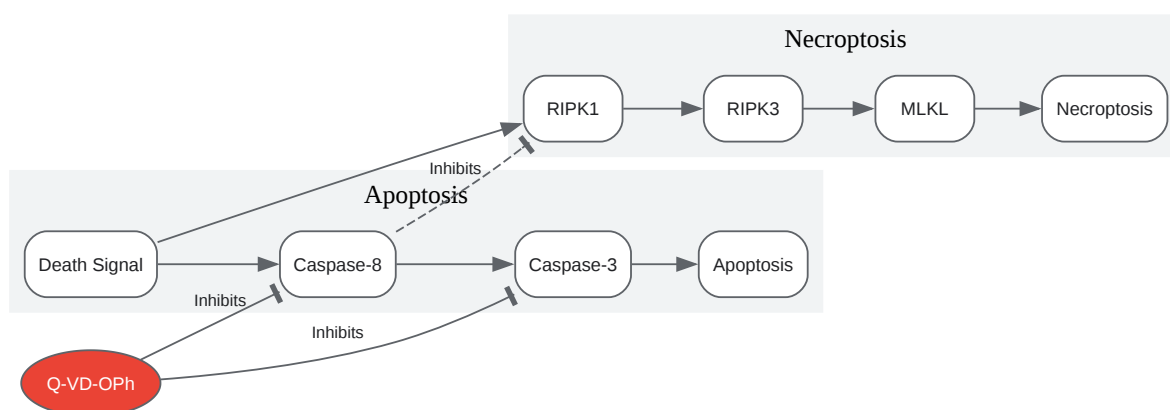 Necroptosis
RIPK1
RIPK3
MLKL
Necroptosis
Inhibits
Apoptosis
Death Signal
Caspase-8
Caspase-3
Apoptosis
Inhibits
Inhibits
Q-VD-OPh